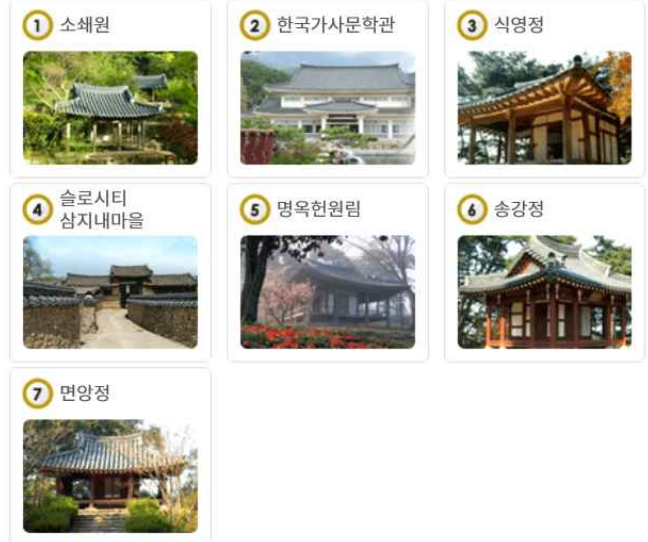 1 소쇄원
2 한국가사문학관
3 식영정
4 슬로시티
삼지내마을
5 명옥헌원림
6 송강정
7 면앙정